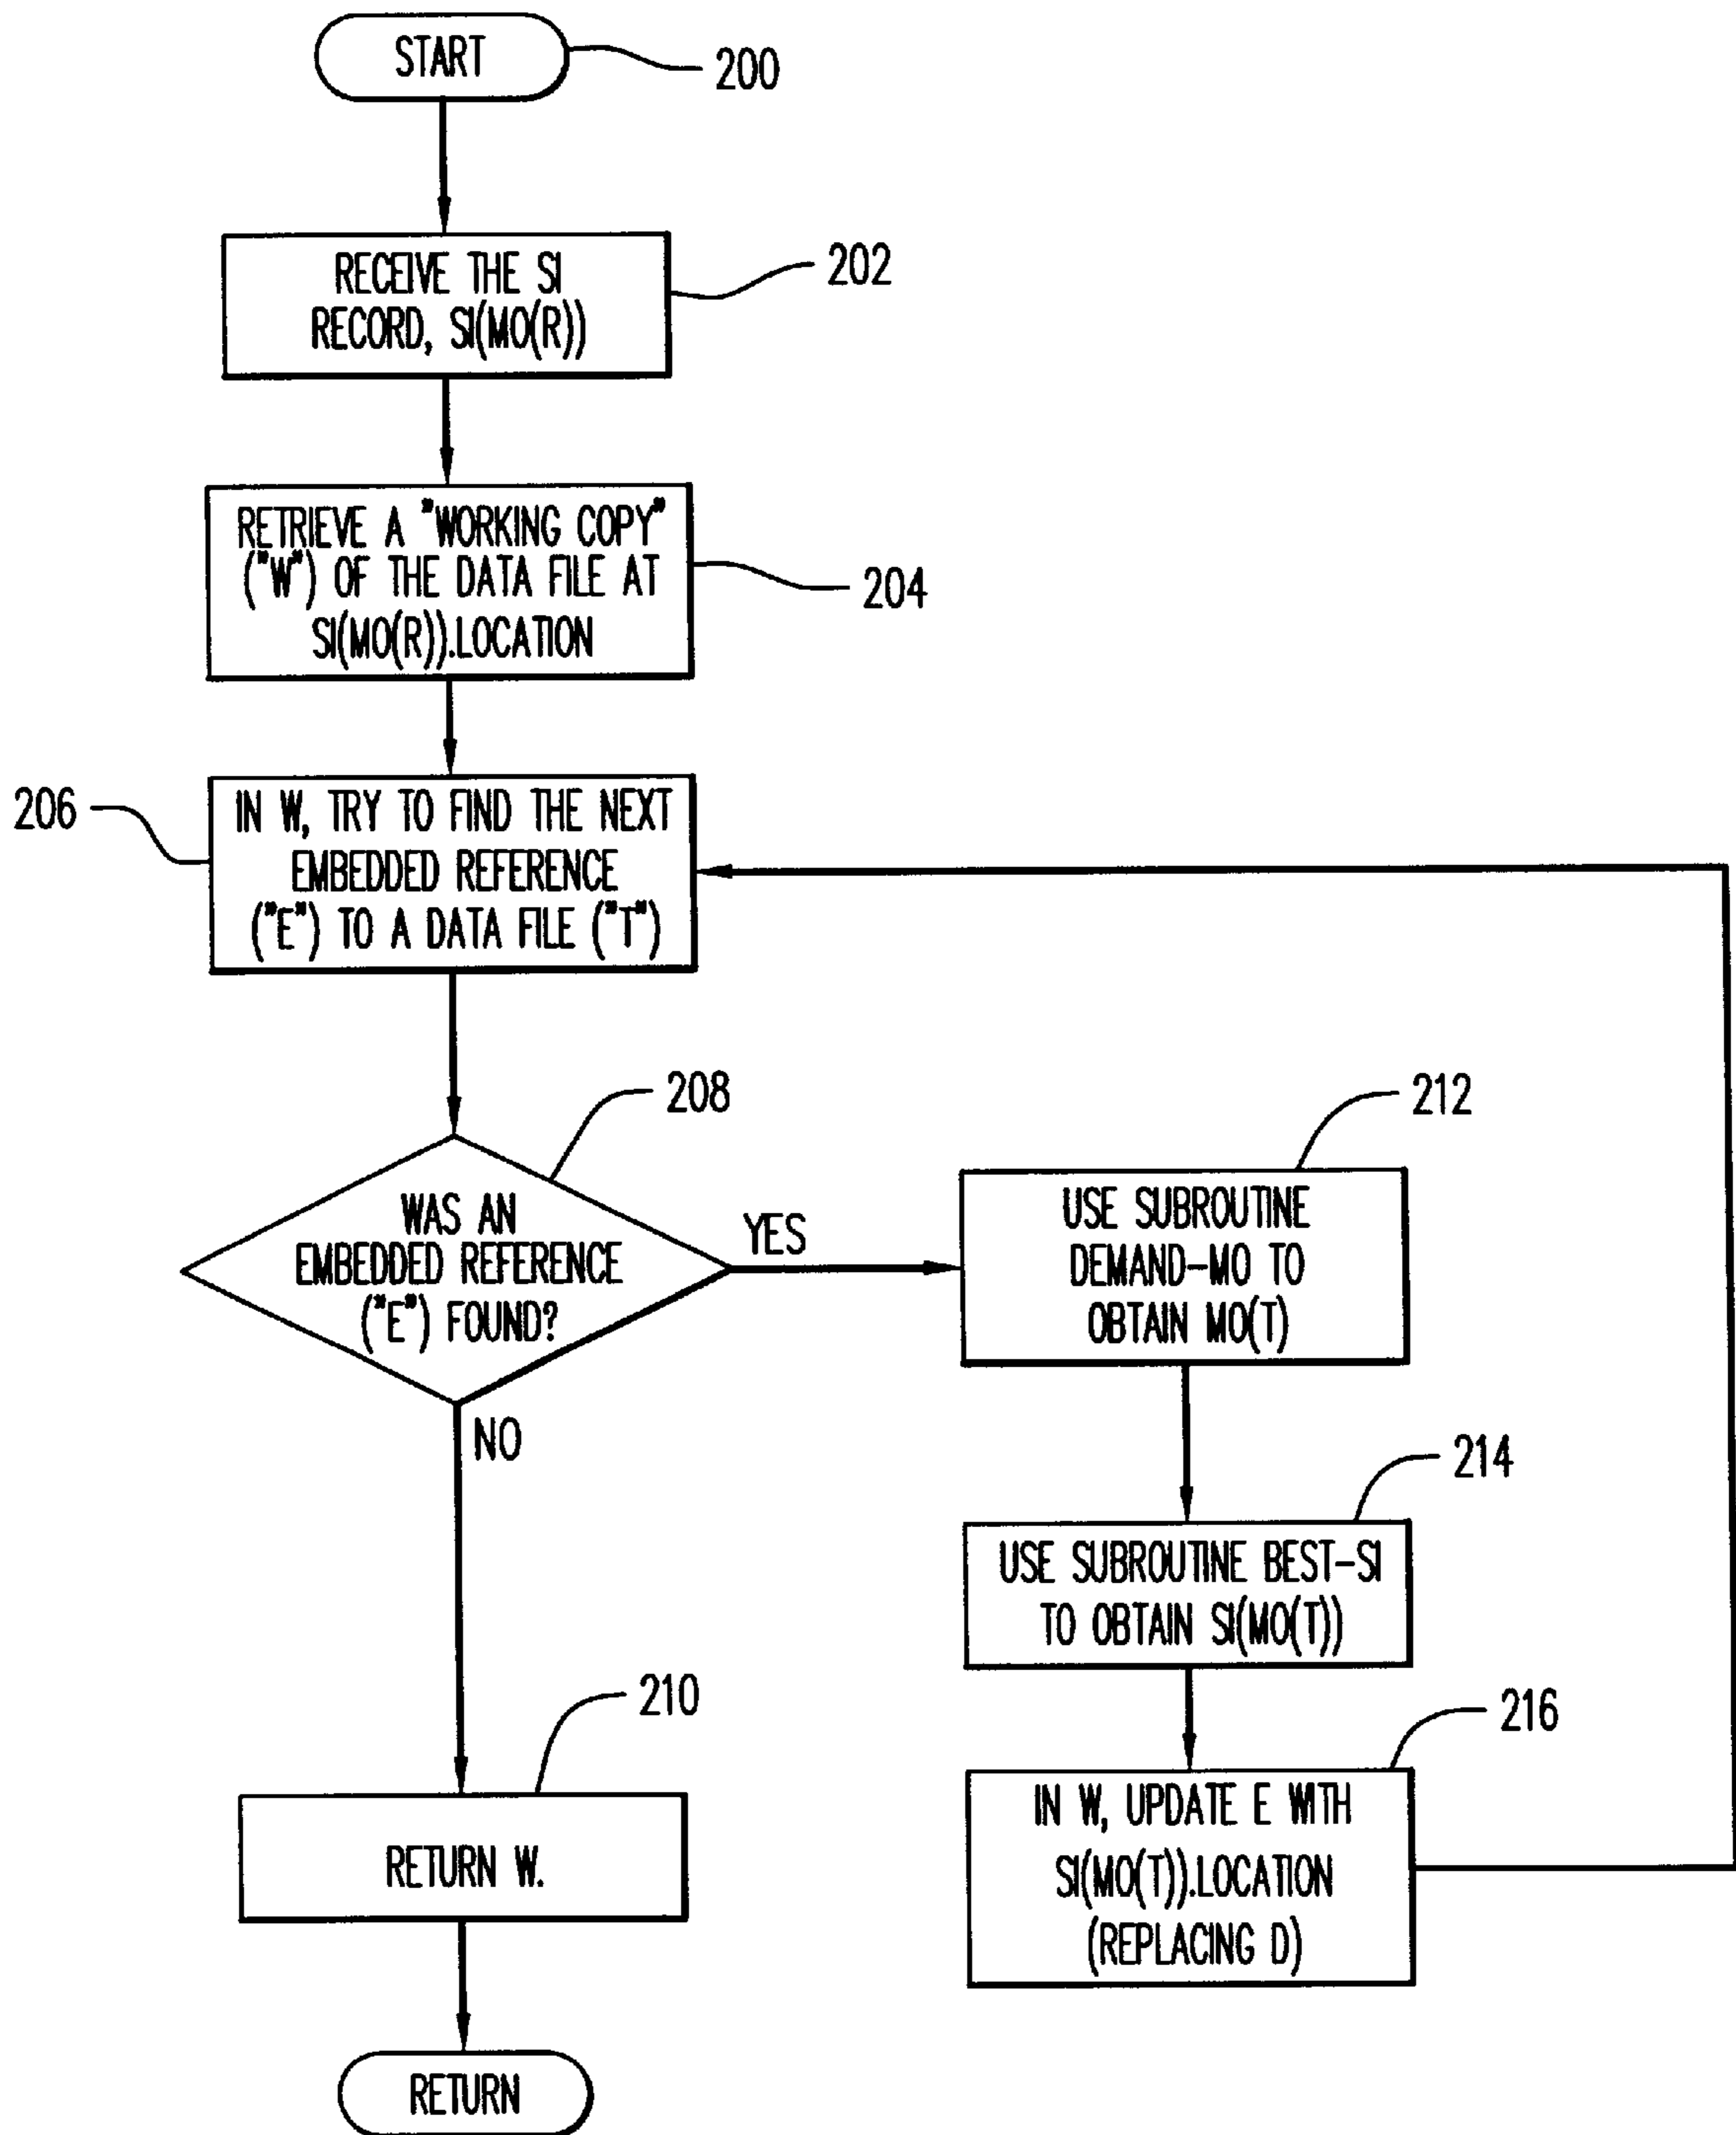 START
200
RECEIVE THE SI
RECORD, SI(MO(R))
202
RETRIEVE A "WORKING COPY"
("W") OF THE DATA FILE AT
SI(MO(R)).LOCATION
204
206
IN W, TRY TO FIND THE NEXT
EMBEDDED REFERENCE
("E") TO A DATA FILE ("T")
208
WAS AN
EMBEDDED REFERENCE
("E") FOUND?
YES
NO
212
USE SUBROUTINE
DEMAND-MO TO
OBTAIN MO(T)
214
USE SUBROUTINE BEST-SI
TO OBTAIN SI(MO(T))
216
IN W, UPDATE E WITH
SI(MO(T)).LOCATION
(REPLACING D)
210
RETURN W.
RETURN